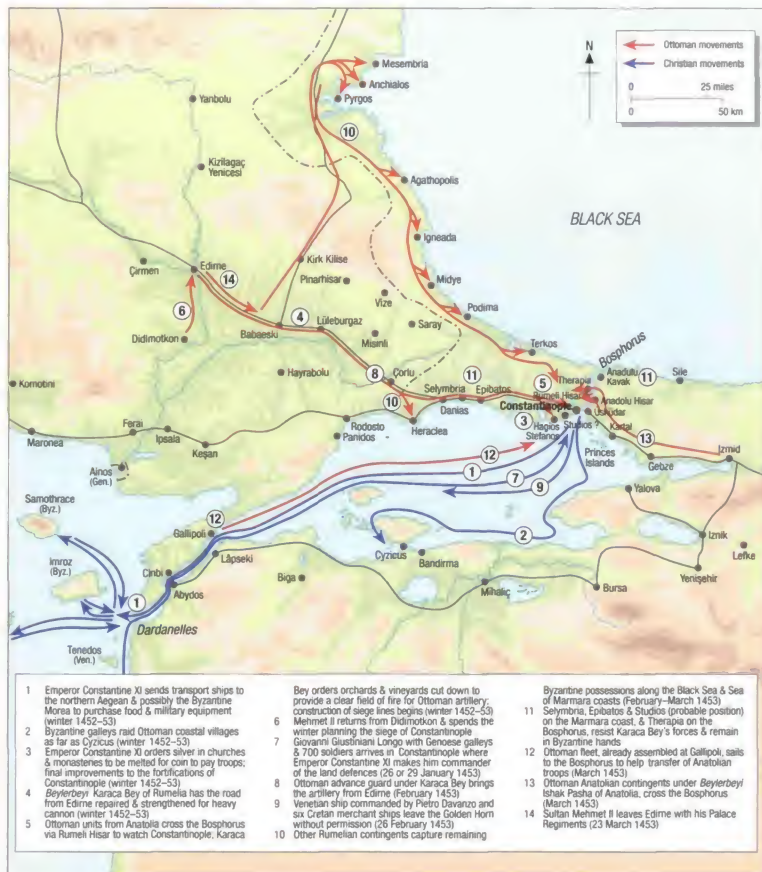 Ottoman movements
Christian movements
N
0 25 miles
0 50 km
Mesembria
Anchialos
Pyrgos
Yanbolu
10
Kizilagaç
Yenicesi
Agathopolis
BLACK SEA
Igneada
Kirk Kilise
Edirne
Çirmen
14
Pinarhisar
Midye
Vize
6
4
Podima
Saray
Lüleburgaz
Didimotkon
Babaeski
Misinli
Terkos
Bosphorus
Hayrabolu
8
Çorlu
11
5
Therapia
Anadolu
Kavak
11
Sile
Komobni
Selymbria
Epibatos
Rumeli Hisar
Anadolu Hisar
10
Danias
Constantinople
Üsküdar
Rodosto
Heraclea
3
Hagios
Stefanos
Studios ?
Kartal
13
Maronea
Ferai
Ipsala
Panidos
Izmid
Keşan
12
Princes
Islands
Gebze
Ainos
(Gen.)
1
7
9
Yalova
Samothrace
(Byz.)
12
Gallipoli
2
Iznik
Lâpseki
Cyzicus
Bandirma
Lefke
Imroz
(Byz.)
Cinbi
Biga
Yenişehir
Abydos
Mihaliç
Bursa
1
Dardanelles
Tenedos
(Ven.)
1 Emperor Constantine XI sends transport ships to
the northern Aegean & possibly the Byzantine
Morea to purchase food & military equipment
(winter 1452–53)
2 Byzantine galleys raid Ottoman coastal villages
as far as Cyzicus (winter 1452–53)
3 Emperor Constantine XI orders silver in churches
& monasteries to be melted for coin to pay troops;
final improvements to the fortifications of
Constantinople (winter 1452–53)
4 Beylerbeyi Karaca Bey of Rumelia has the road
from Edirne repaired & strengthened for heavy
cannon (winter 1452–53)
5 Ottoman units from Anatolia cross the Bosphorus
via Rumeli Hisar to watch Constantinople, Karaca
Bey orders orchards & vineyards cut down to
provide a clear field of fire for Ottoman artillery:
construction of siege lines begins (winter 1452–53)
6 Mehmet II returns from Didimotkon & spends the
winter planning the siege of Constantinople
7 Giovanni Giustiniani Longo with Genoese galleys
& 700 soldiers arrives in Constantinople where
Emperor Constantine XI makes him commander
of the land defences (26 or 29 January 1453)
8 Ottoman advance guard under Karaca Bey brings
the artillery from Edirne (February 1453)
9 Venetian ship commanded by Pietro Davanzo and
six Cretan merchant ships leave the Golden Horn
without permission (26 February 1453)
10 Other Rumelian contingents capture remaining
Byzantine possessions along the Black Sea & Sea
of Marmara coasts (February–March 1453)
11 Selymbria, Epibatos & Studios (probable position)
on the Marmara coast, & Therapia on the
Bosphorus, resist Karaca Bey's forces & remain
in Byzantine hands
12 Ottoman fleet, already assembled at Gallipoli, sails
to the Bosphorus to help transfer of Anatolian
troops (March 1453)
13 Ottoman Anatolian contingents under Beylerbeyi
Ishak Pasha of Anatolia, cross the Bosphorus
(March 1453)
14 Sultan Mehmet II leaves Edirne with his Palace
Regiments (23 March 1453)